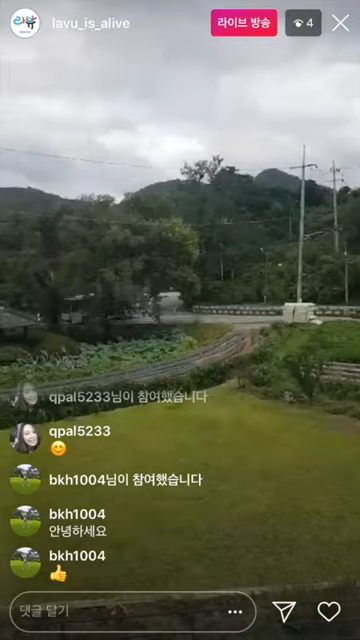 라뷰
lavu_is_alive
라이브 방송
4
qpal5233님이 참여했습니다
qpal5233
😊
bkh1004님이 참여했습니다
bkh1004
안녕하세요
bkh1004
👍
댓글 달기